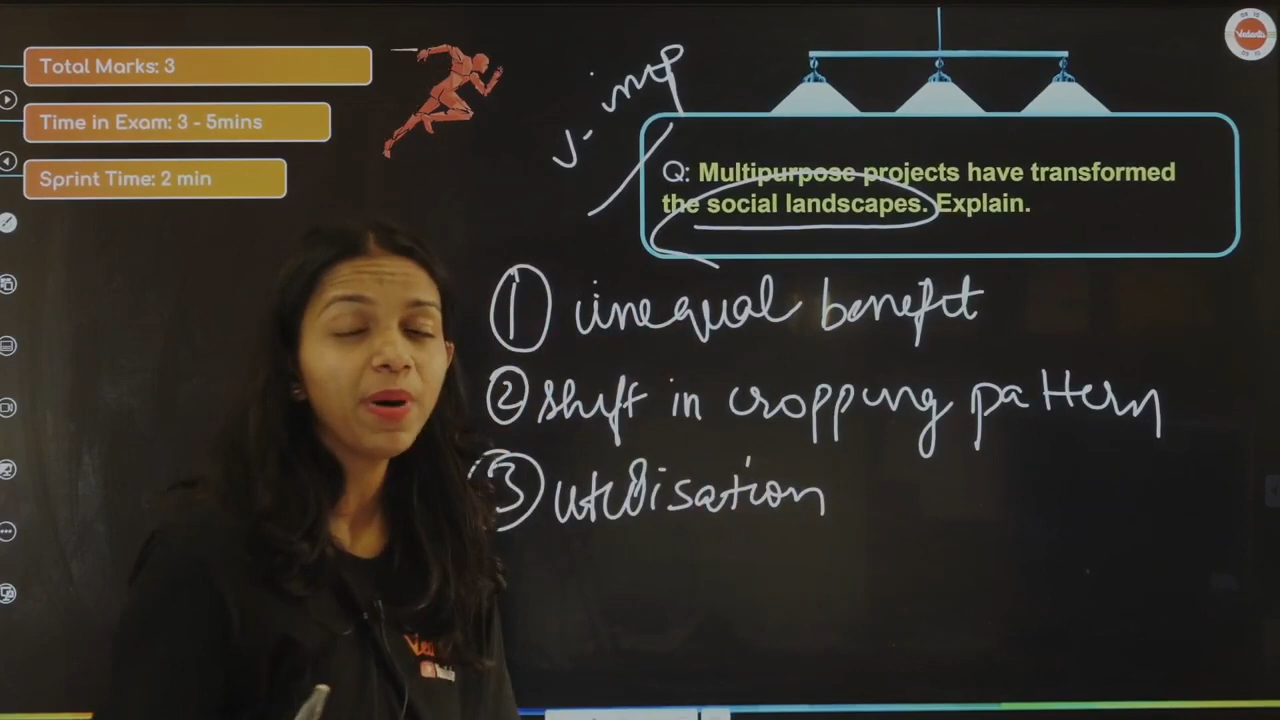 Total Marks: 3
Time in Exam: 3 - 5mins
Sprint Time: 2 min
Vedantu
v. imp
Q: Multipurpose projects have transformed
the social landscapes. Explain.
① unequal benefit
② shift in cropping pattern
③ utilisation